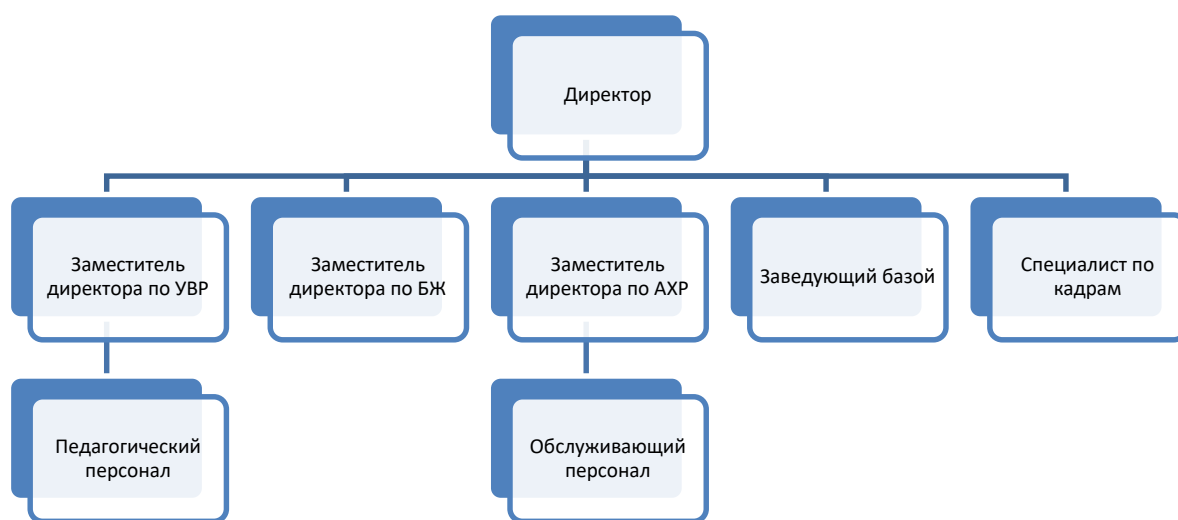 Директор
Заместитель
директора по УВР
Заместитель
директора по БЖ
Заместитель
директора по АХР
Заведующий базой
Специалист по
кадрам
Педагогический
персонал
Обслуживающий
персонал